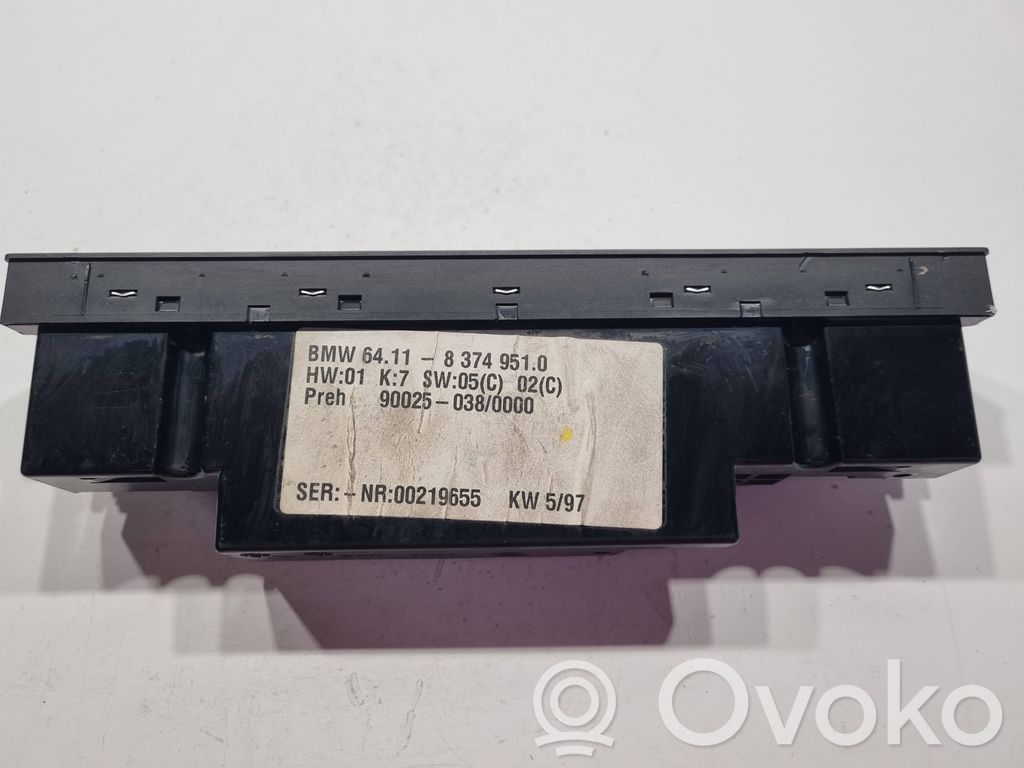 BMW 64.11 - 8 374 951.0
HW:01 K:7 SW:05(C) 02(C)
Preh 90025-038/0000
SER:-NR:00219655 KW 5/97
Ovoko